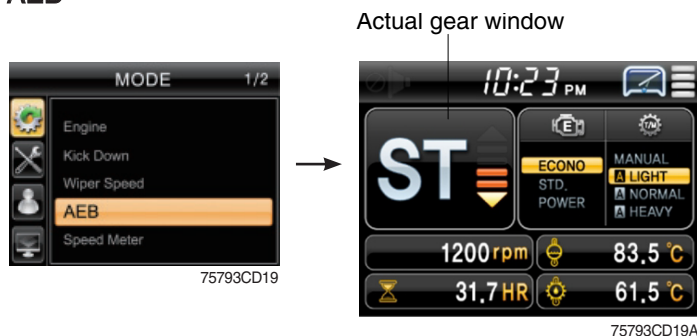 AEB
Actual gear window
MODE 1/2
Engine
Kick Down
Wiper Speed
AEB
Speed Meter
75793CD19
10:23 PM
ST
E
T/M
ECONO
STD.
POWER
MANUAL
A LIGHT
A NORMAL
A HEAVY
1200 rpm
83.5 °C
31.7 HR
61.5 °C
75793CD19A